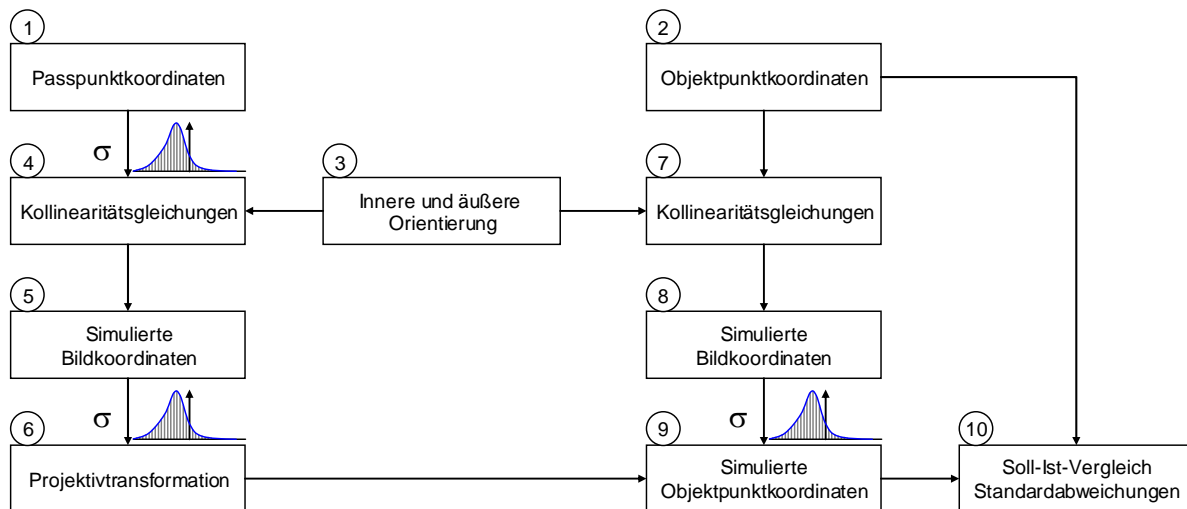 1
Passpunktkoordinaten
2
Objektpunktkoordinaten
σ
4
Kollinearitätsgleichungen
3
Innere und äußere
Orientierung
7
Kollinearitätsgleichungen
5
Simulierte
Bildkoordinaten
8
Simulierte
Bildkoordinaten
σ
σ
6
Projektivtransformation
9
Simulierte
Objektpunktkoordinaten
10
Soll-Ist-Vergleich
Standardabweichungen